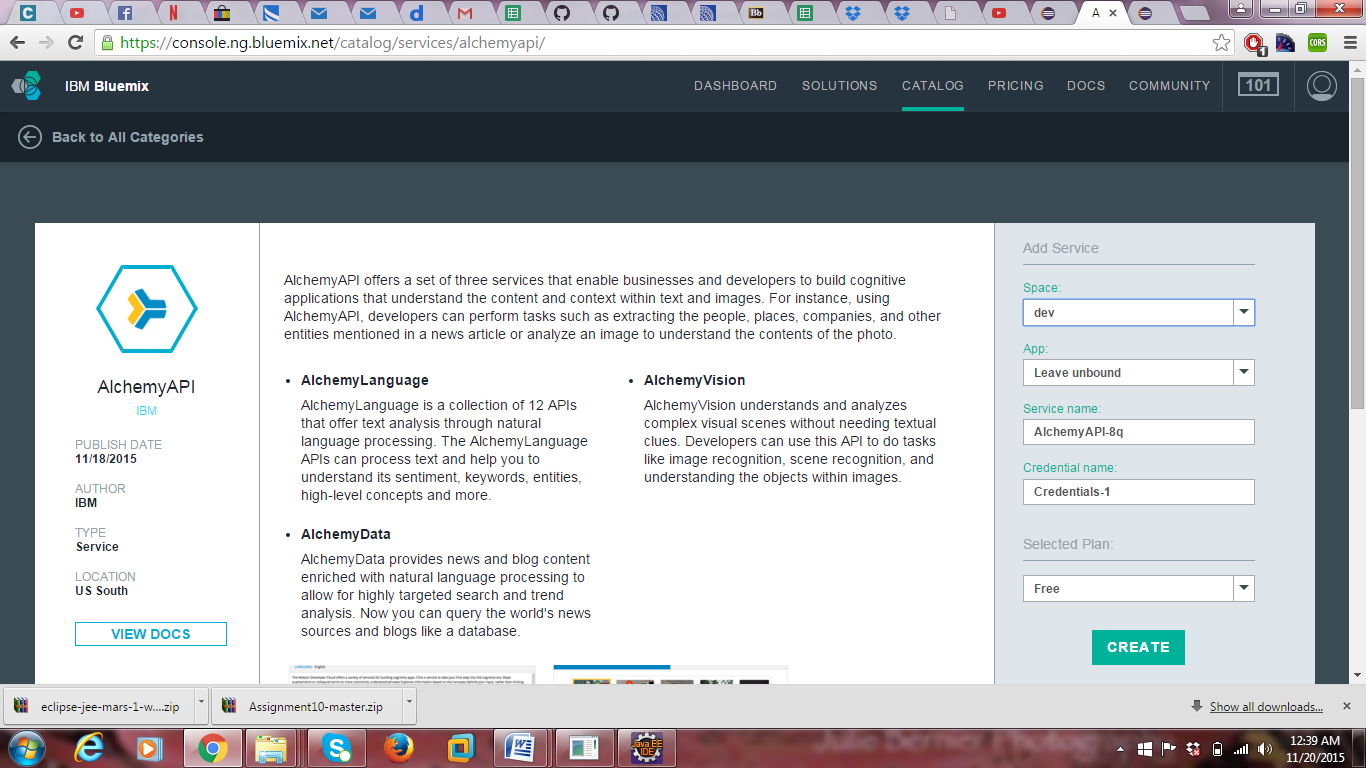 A
https://console.ng.bluemix.net/catalog/services/alchemyapi/
1
CORS
IBM Bluemix
DASHBOARD
SOLUTIONS
CATALOG
PRICING
DOCS
COMMUNITY
101
Back to All Categories
AlchemyAPI
IBM
PUBLISH DATE
11/18/2015
AUTHOR
IBM
TYPE
Service
LOCATION
US South
VIEW DOCS
AlchemyAPI offers a set of three services that enable businesses and developers to build cognitive
applications that understand the content and context within text and images. For instance, using
AlchemyAPI, developers can perform tasks such as extracting the people, places, companies, and other
entities mentioned in a news article or analyze an image to understand the contents of the photo.
• AlchemyLanguage
AlchemyLanguage is a collection of 12 APIs
that offer text analysis through natural
language processing. The AlchemyLanguage
APIs can process text and help you to
understand its sentiment, keywords, entities,
high-level concepts and more.
• AlchemyVision
AlchemyVision understands and analyzes
complex visual scenes without needing textual
clues. Developers can use this API to do tasks
like image recognition, scene recognition, and
understanding the objects within images.
• AlchemyData
AlchemyData provides news and blog content
enriched with natural language processing to
allow for highly targeted search and trend
analysis. Now you can query the world's news
sources and blogs like a database.
Add Service
Space:
dev
App:
Leave unbound
Service name:
AlchemyAPI-8q
Credential name:
Credentials-1
Selected Plan:
Free
CREATE
eclipse-jee-mars-1-w....zip
Assignment10-master.zip
Show all downloads...
Java EE
IDE
12:39 AM
11/20/2015